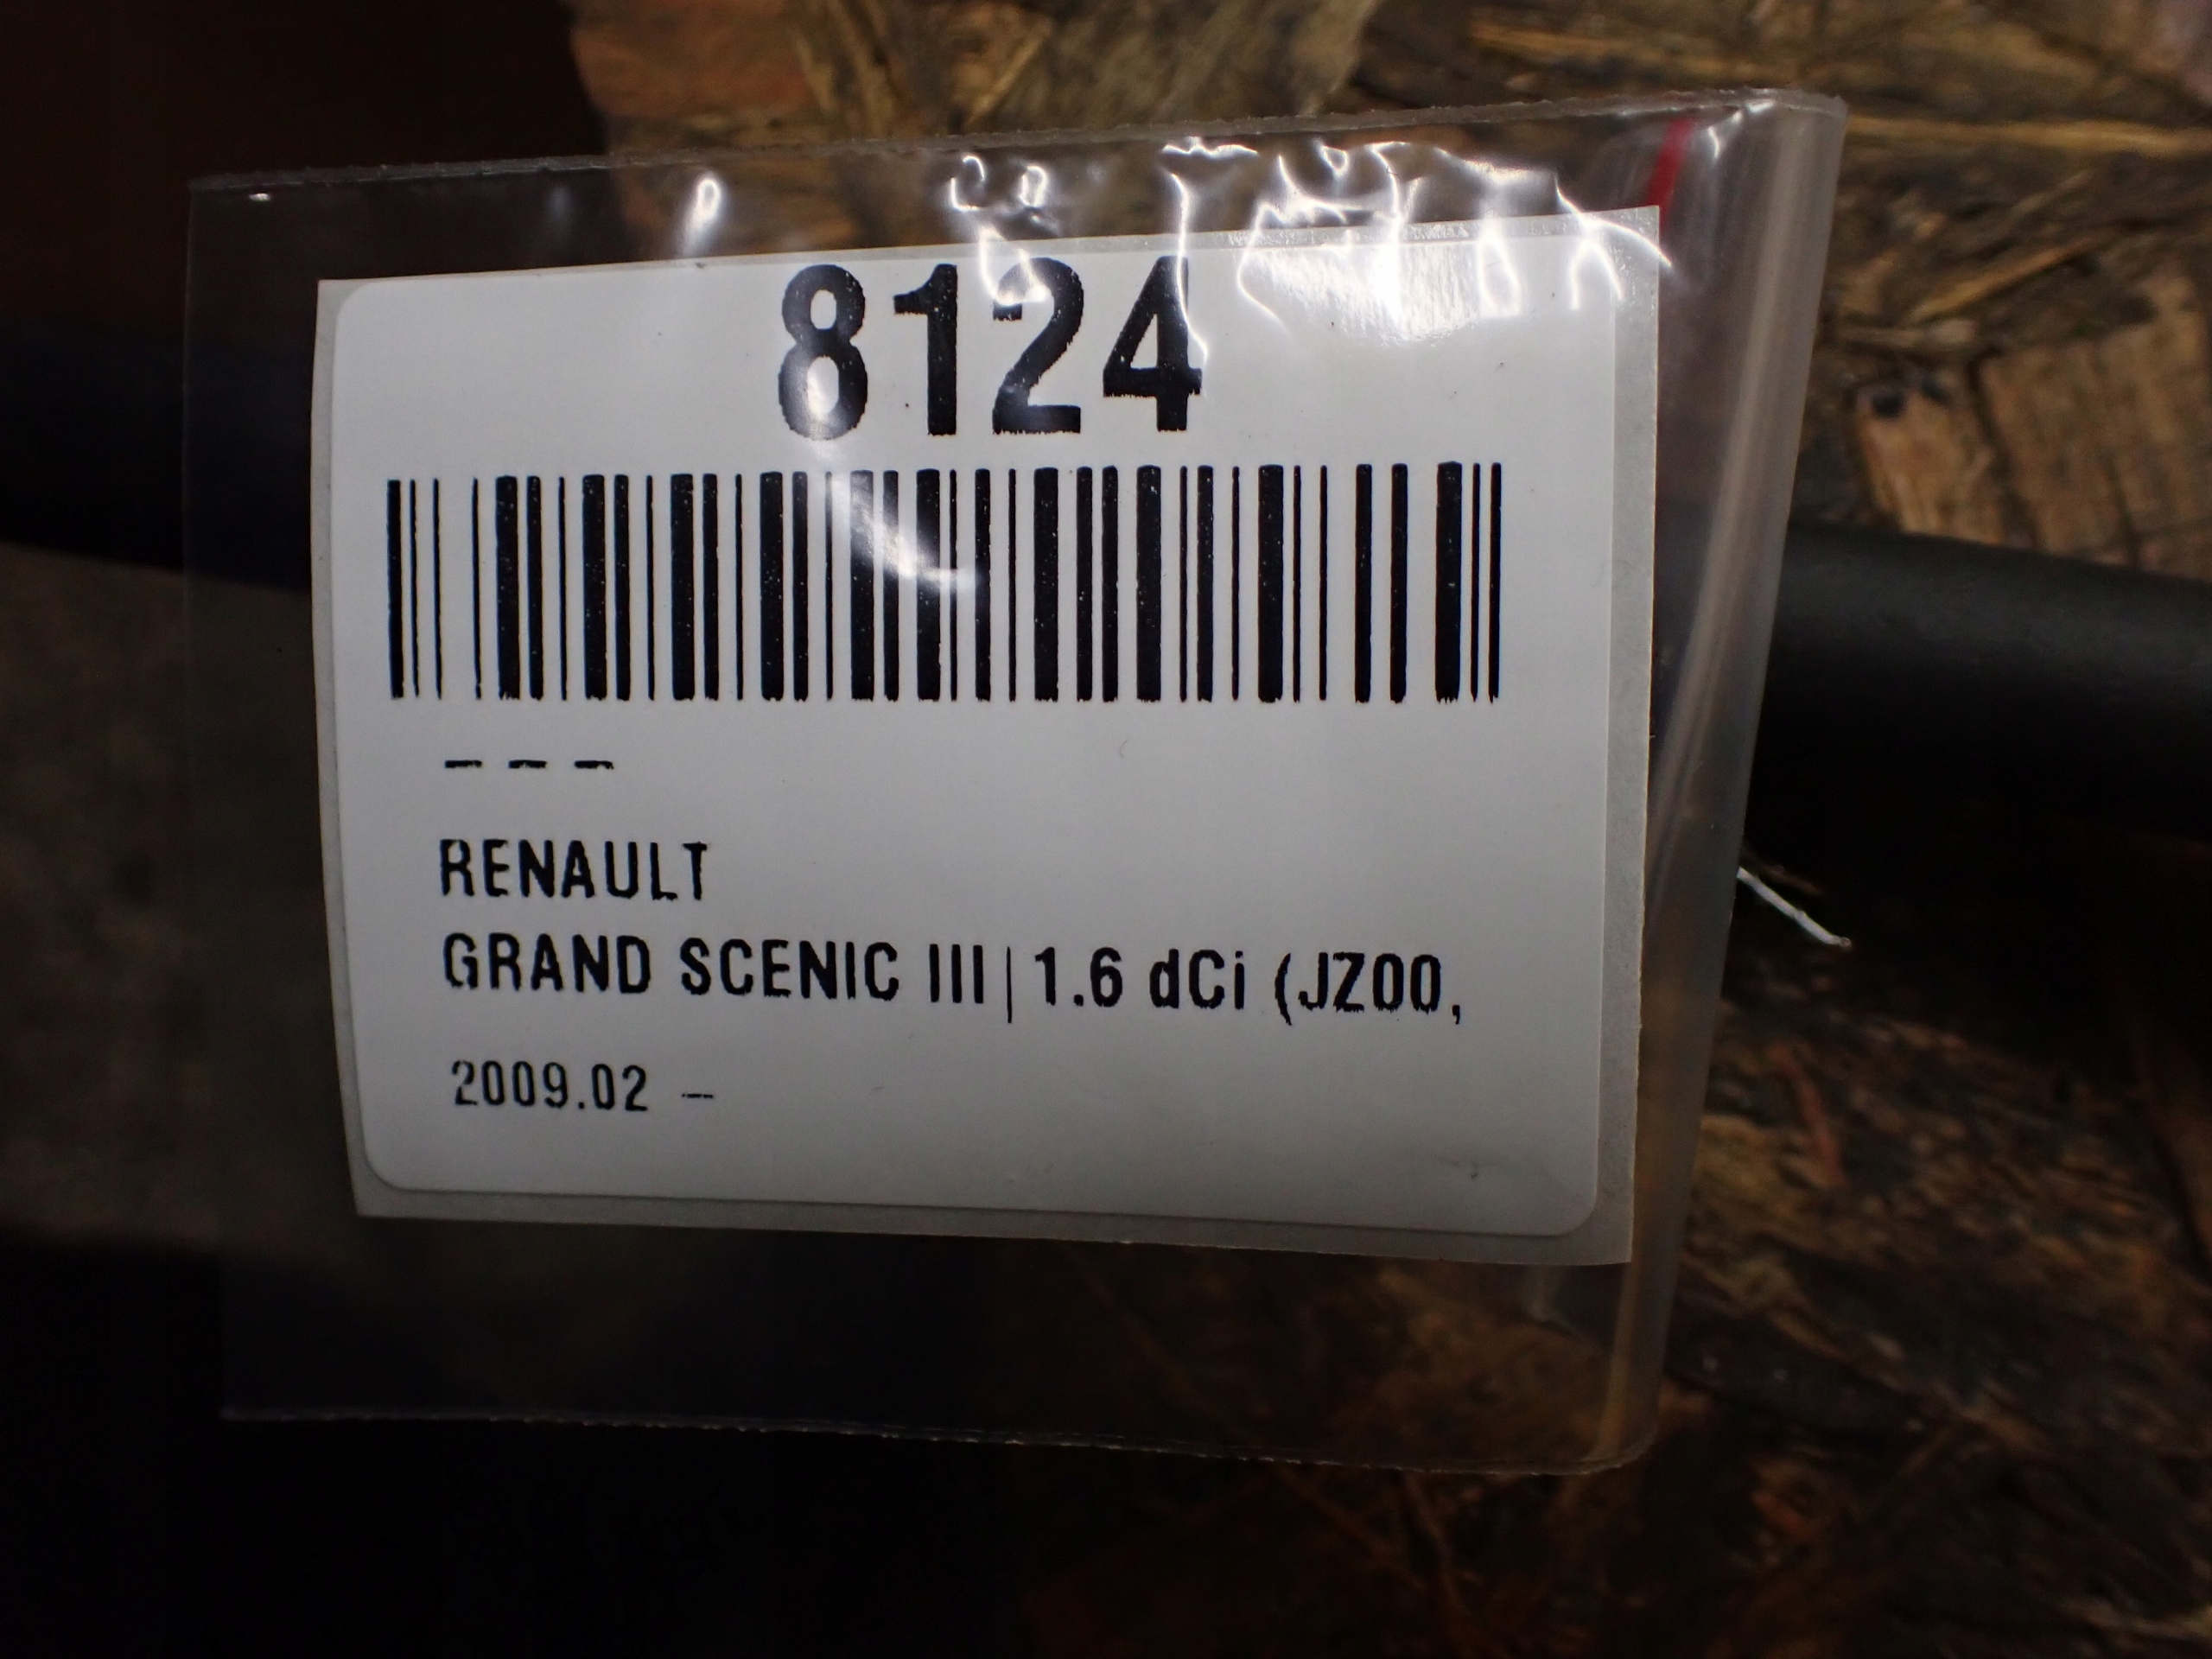 8124
– – –
RENAULT
GRAND SCENIC III|1.6 dCi (JZ00,
2009.02 –